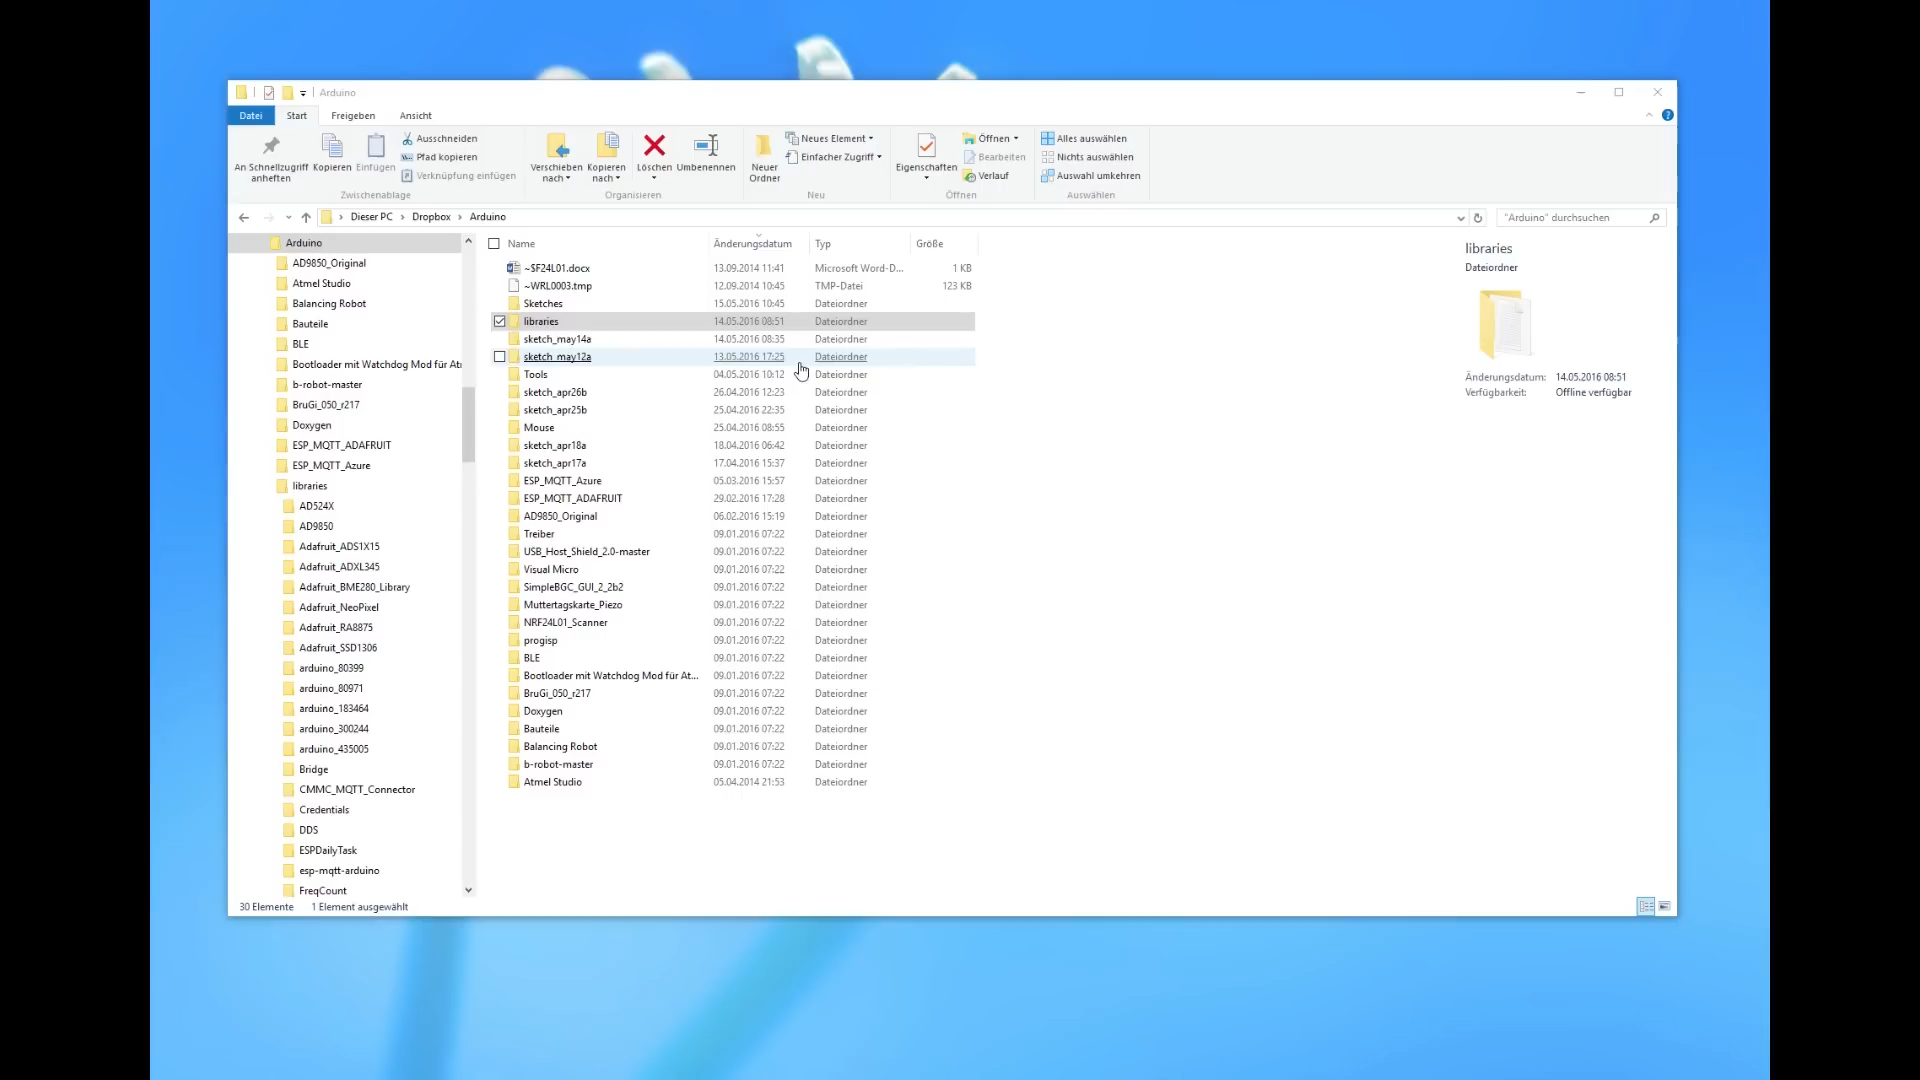 Arduino
Datei Start Freigeben Ansicht
An Schnellzugriff anheften
Kopieren
Einfügen
Ausschneiden
Pfad kopieren
Verknüpfung einfügen
Zwischenablage
Verschieben nach
Kopieren nach
Löschen
Umbenennen
Organisieren
Neuer Ordner
Neues Element
Einfacher Zugriff
Neu
Eigenschaften
Öffnen
Bearbeiten
Verlauf
Öffnen
Alles auswählen
Nichts auswählen
Auswahl umkehren
Auswählen
Dieser PC > Dropbox > Arduino
"Arduino" durchsuchen
Arduino
AD9850_Original
Atmel Studio
Balancing Robot
Bauteile
BLE
Bootloader mit Watchdog Mod für At
b-robot-master
BruGi_050_r217
Doxygen
ESP_MQTT_ADAFRUIT
ESP_MQTT_Azure
libraries
AD524X
AD9850
Adafruit_ADS1X15
Adafruit_ADXL345
Adafruit_BME280_Library
Adafruit_NeoPixel
Adafruit_RA8875
Adafruit_SSD1306
arduino_80399
arduino_80971
arduino_183464
arduino_300244
arduino_435005
Bridge
CMMC_MQTT_Connector
Credentials
DDS
ESPDailyTask
esp-mqtt-arduino
FreqCount
Name Änderungsdatum Typ Größe
~$F24L01.docx 13.09.2014 11:41 Microsoft Word-D... 1 KB
~WRL0003.tmp 12.09.2014 10:45 TMP-Datei 123 KB
Sketches 15.05.2016 10:45 Dateiordner
libraries 14.05.2016 08:51 Dateiordner
sketch_may14a 14.05.2016 08:35 Dateiordner
sketch_may12a 13.05.2016 17:25 Dateiordner
Tools 04.05.2016 10:12 Dateiordner
sketch_apr26b 26.04.2016 12:23 Dateiordner
sketch_apr25b 25.04.2016 22:35 Dateiordner
Mouse 25.04.2016 08:55 Dateiordner
sketch_apr18a 18.04.2016 06:42 Dateiordner
sketch_apr17a 17.04.2016 15:37 Dateiordner
ESP_MQTT_Azure 05.03.2016 15:57 Dateiordner
ESP_MQTT_ADAFRUIT 29.02.2016 17:28 Dateiordner
AD9850_Original 06.02.2016 15:19 Dateiordner
Treiber 09.01.2016 07:22 Dateiordner
USB_Host_Shield_2.0-master 09.01.2016 07:22 Dateiordner
Visual Micro 09.01.2016 07:22 Dateiordner
SimpleBGC_GUI_2_2b2 09.01.2016 07:22 Dateiordner
Muttertagskarte_Piezo 09.01.2016 07:22 Dateiordner
NRF24L01_Scanner 09.01.2016 07:22 Dateiordner
progisp 09.01.2016 07:22 Dateiordner
BLE 09.01.2016 07:22 Dateiordner
Bootloader mit Watchdog Mod für At... 09.01.2016 07:22 Dateiordner
BruGi_050_r217 09.01.2016 07:22 Dateiordner
Doxygen 09.01.2016 07:22 Dateiordner
Bauteile 09.01.2016 07:22 Dateiordner
Balancing Robot 09.01.2016 07:22 Dateiordner
b-robot-master 09.01.2016 07:22 Dateiordner
Atmel Studio 05.04.2014 21:53 Dateiordner
libraries
Dateiordner
Änderungsdatum: 14.05.2016 08:51
Verfügbarkeit: Offline verfügbar
30 Elemente 1 Element ausgewählt